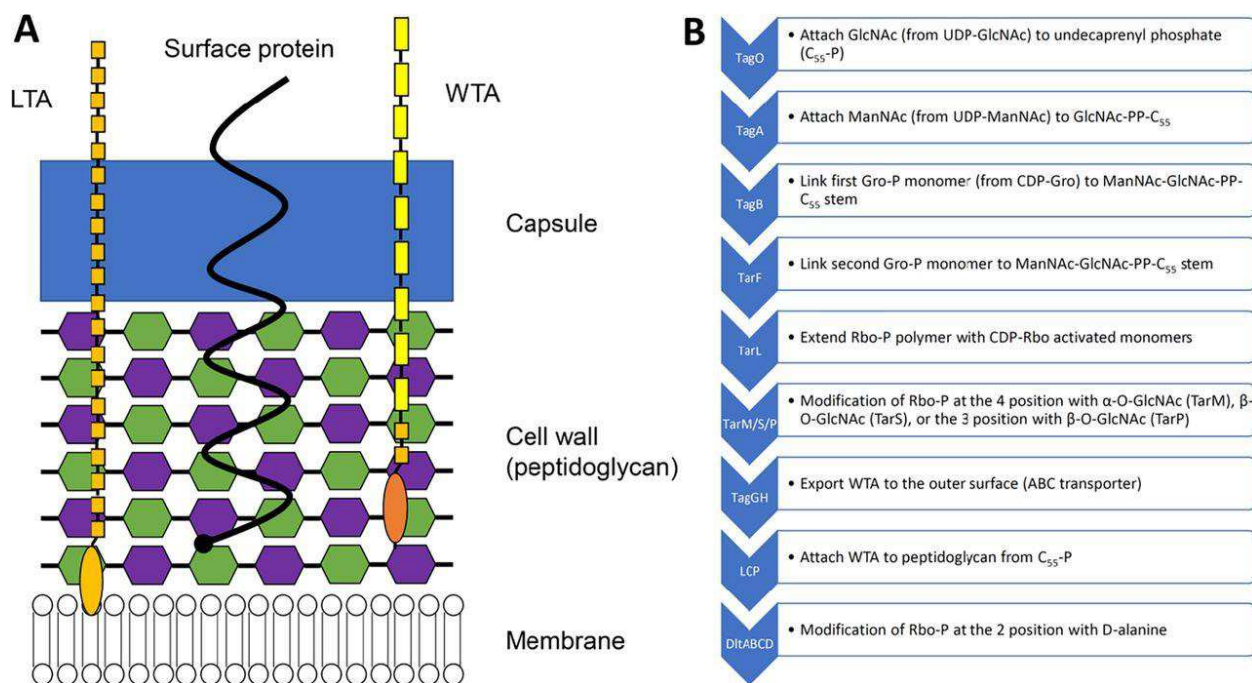 A
Surface protein
LTA
WTA
Capsule
Cell wall
(peptidoglycan)
Membrane
B
TagO
• Attach GlcNAc (from UDP-GlcNAc) to undecaprenyl phosphate
(C₅₅-P)
TagA
• Attach ManNAc (from UDP-ManNAc) to GlcNAc-PP-C₅₅
TagB
• Link first Gro-P monomer (from CDP-Gro) to ManNAc-GlcNAc-PP-
C₅₅ stem
TarF
• Link second Gro-P monomer to ManNAc-GlcNAc-PP-C₅₅ stem
TarL
• Extend Rbo-P polymer with CDP-Rbo activated monomers
TarM/S/P
• Modification of Rbo-P at the 4 position with α-O-GlcNAc (TarM), β-
O-GlcNAc (TarS), or the 3 position with β-O-GlcNAc (TarP)
TagGH
• Export WTA to the outer surface (ABC transporter)
LCP
• Attach WTA to peptidoglycan from C₅₅-P
DltABCD
• Modification of Rbo-P at the 2 position with D-alanine